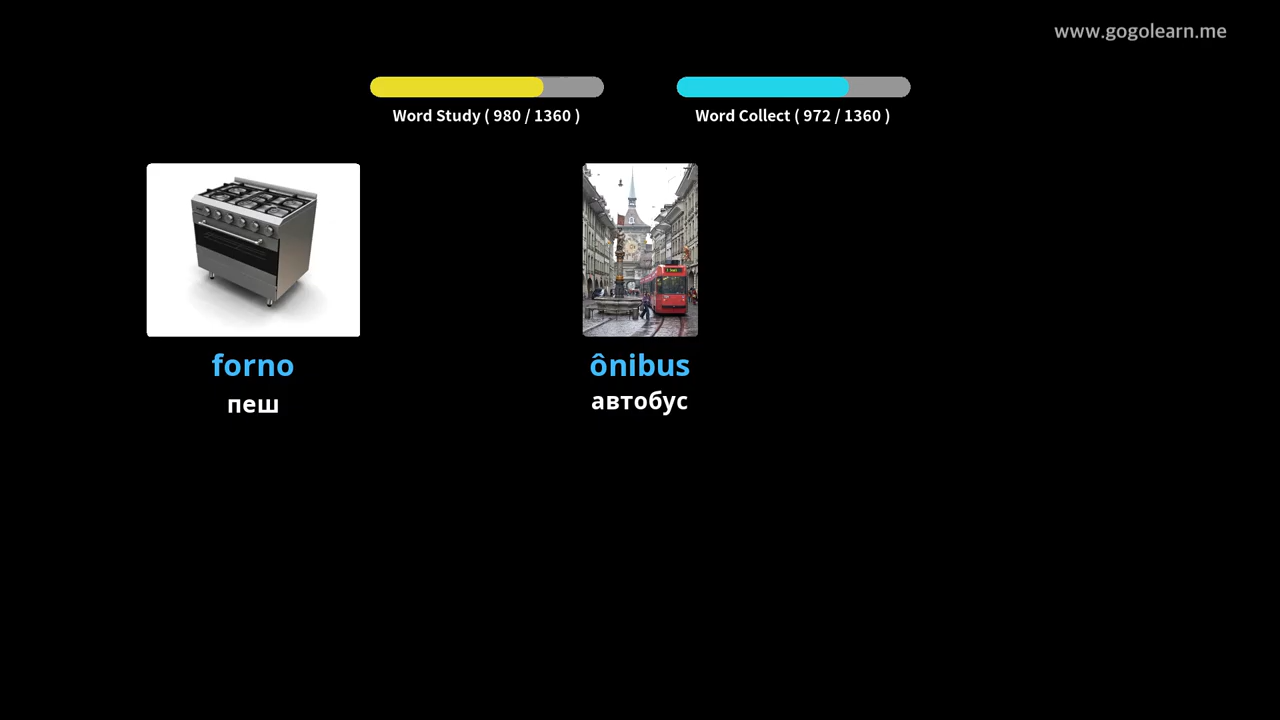 www.gogolearn.me
Word Study ( 980 / 1360 )
Word Collect ( 972 / 1360 )
forno
пеш
ônibus
автобус